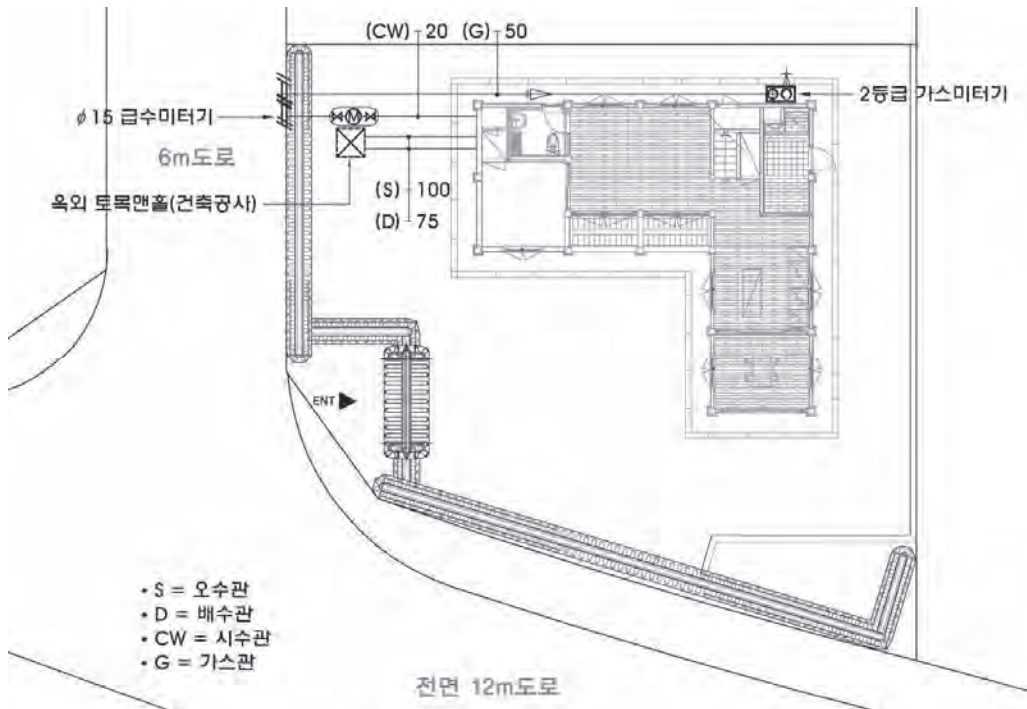 (CW) 20 (G) 50
2등급 가스미터기
ø15 급수미터기
M
6m도로
옥외 토목맨홀(건축공사)
(S) 100
(D) 75
ENT
• S = 오수관
• D = 배수관
• CW = 시수관
• G = 가스관
전면 12m도로